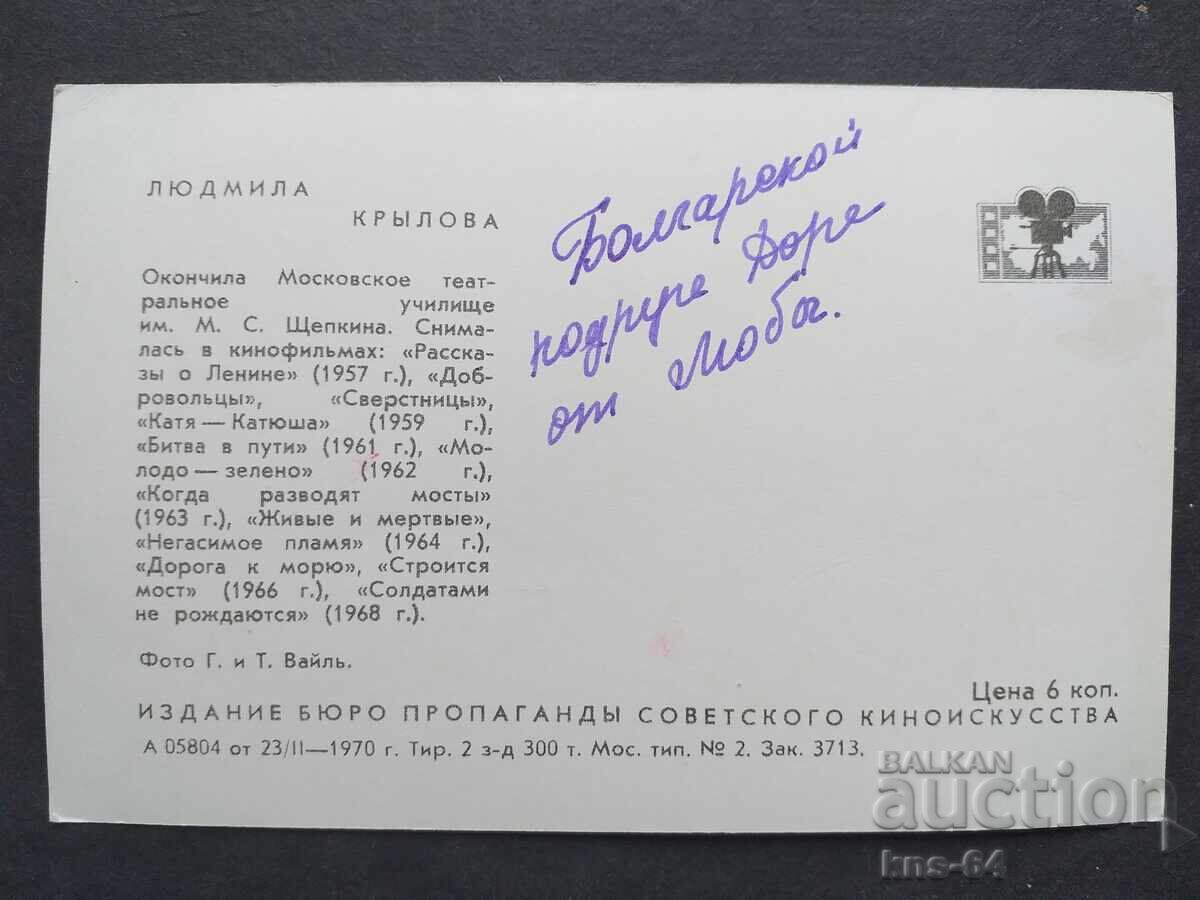 ЛЮДМИЛА
КРЫЛОВА
Окончила Московское теат-
ральное училище
им. М. С. Щепкина. Снима-
лась в кинофильмах: «Расска-
зы о Ленине» (1957 г.), «Доб-
ровольцы», «Сверстницы»,
«Катя — Катюша» (1959 г.),
«Битва в пути» (1961 г.), «Мо-
лодо — зелено» (1962 г.),
«Когда разводят мосты»
(1963 г.), «Живые и мертвые»,
«Негасимое пламя» (1964 г.),
«Дорога к морю», «Строится
мост» (1966 г.), «Солдатами
не рождаются» (1968 г.).
Фото Г. и Т. Вайль.
Болгарской
подруге Доре
от Любы.
Цена 6 коп.
ИЗДАНИЕ БЮРО ПРОПАГАНДЫ СОВЕТСКОГО КИНОИСКУССТВА
А 05804 от 23/II—1970 г. Тир. 2 з-д 300 т. Мос. тип. № 2. Зак. 3713.
BALKAN
auction
kns-64